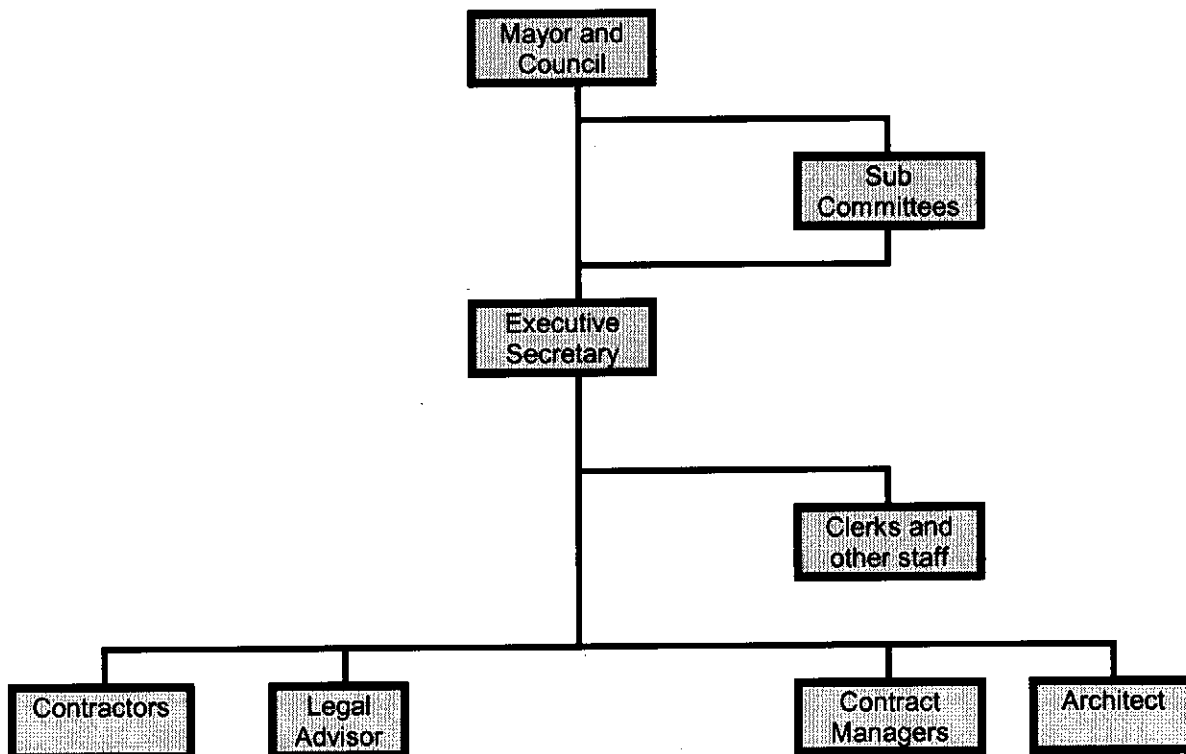 Mayor and
Council
Sub
Committees
Executive
Secretary
Clerks and
other staff
Contractors
Legal
Advisor
Contract
Managers
Architect